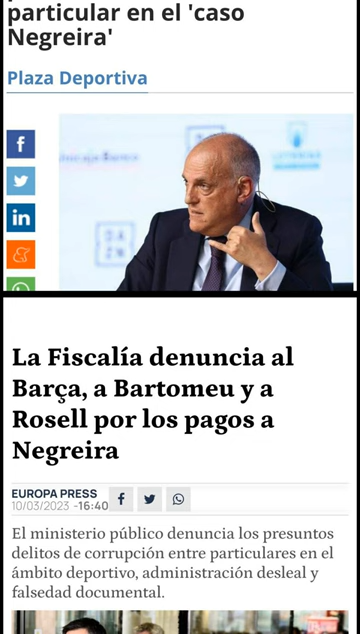 particular en el 'caso
Negreira'
Plaza Deportiva
DA
ZN
La Fiscalía denuncia al
Barça, a Bartomeu y a
Rosell por los pagos a
Negreira
EUROPA PRESS
10/03/2023 -16:40
El ministerio público denuncia los presuntos
delitos de corrupción entre particulares en el
ámbito deportivo, administración desleal y
falsedad documental.